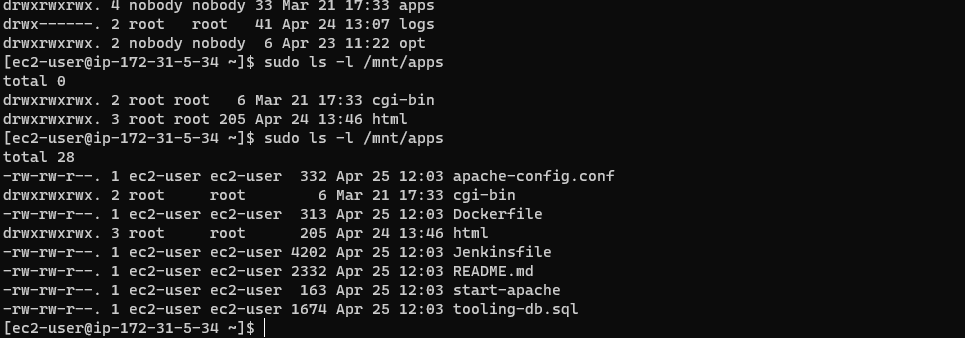 drwxrwxrwx. 4 nobody nobody 33 Mar 21 17:33 apps
drwx------. 2 root   root   41 Apr 24 13:07 logs
drwxrwxrwx. 2 nobody nobody  6 Apr 23 11:22 opt
[ec2-user@ip-172-31-5-34 ~]$ sudo ls -l /mnt/apps
total 0
drwxrwxrwx. 2 root root   6 Mar 21 17:33 cgi-bin
drwxrwxrwx. 3 root root 205 Apr 24 13:46 html
[ec2-user@ip-172-31-5-34 ~]$ sudo ls -l /mnt/apps
total 28
-rw-rw-r--. 1 ec2-user ec2-user  332 Apr 25 12:03 apache-config.conf
drwxrwxrwx. 2 root     root        6 Mar 21 17:33 cgi-bin
-rw-rw-r--. 1 ec2-user ec2-user  313 Apr 25 12:03 Dockerfile
drwxrwxrwx. 3 root     root      205 Apr 24 13:46 html
-rw-rw-r--. 1 ec2-user ec2-user 4202 Apr 25 12:03 Jenkinsfile
-rw-rw-r--. 1 ec2-user ec2-user 2332 Apr 25 12:03 README.md
-rw-rw-r--. 1 ec2-user ec2-user  163 Apr 25 12:03 start-apache
-rw-rw-r--. 1 ec2-user ec2-user 1674 Apr 25 12:03 tooling-db.sql
[ec2-user@ip-172-31-5-34 ~]$